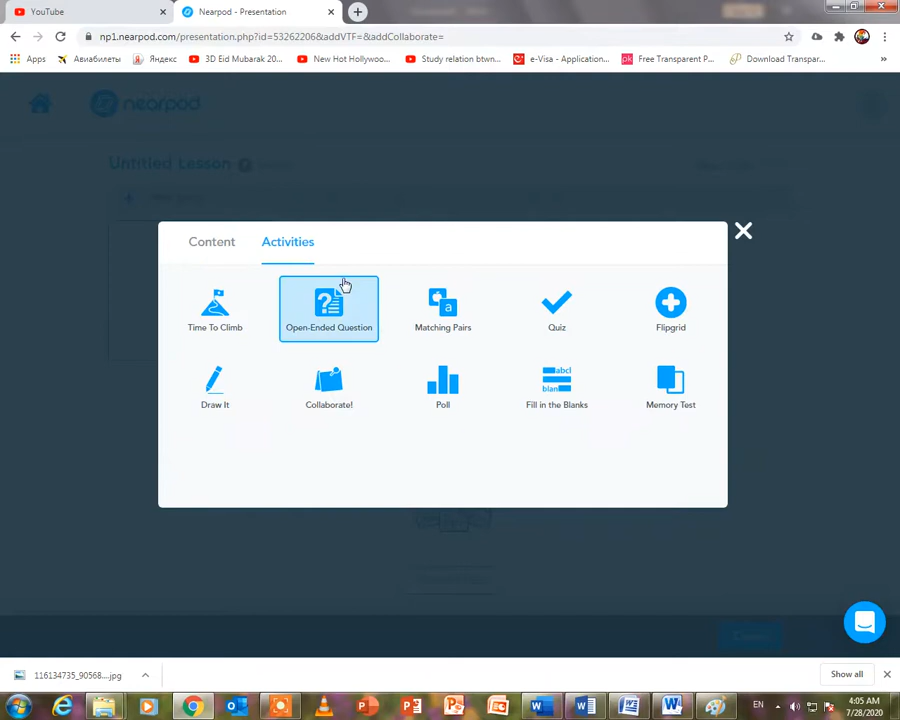 YouTube
Nearpod - Presentation
np1.nearpod.com/presentation.php?id=53262206&addVTF=&addCollaborate=
Apps
Авиабилеты
Яндекс
3D Eid Mubarak 20...
New Hot Hollywoo...
Study relation btwn...
e-Visa - Application...
Free Transparent P...
Download Transpar...
»
nearpod
Untitled Lesson
Content
Activities
Time To Climb
Open-Ended Question
Matching Pairs
Quiz
Flipgrid
Draw It
Collaborate!
Poll
Fill in the Blanks
Memory Test
116134735_90568....jpg
Show all
EN
4:05 AM
7/28/2020